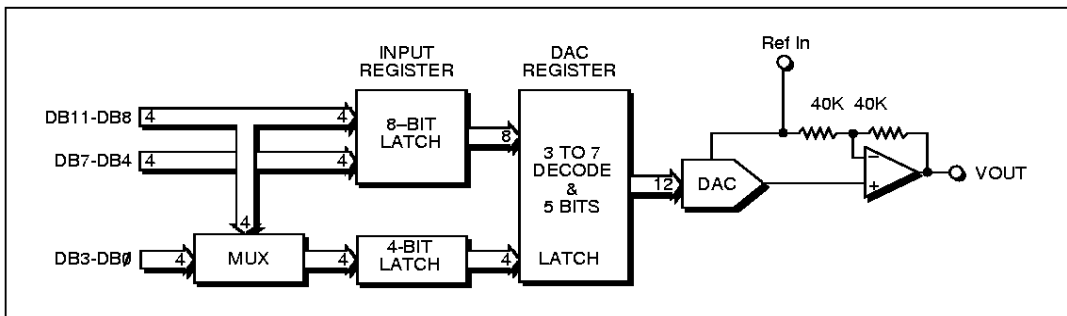 INPUT
REGISTER
DAC
REGISTER
Ref In
40K 40K
DB11-DB8 4 4
8-BIT
LATCH
8
DB7-DB4 4 4
3 TO 7
DECODE
&
5 BITS
12
DAC
–
+
VOUT
4
DB3-DB0 4
MUX
4
4-BIT
LATCH
4
LATCH